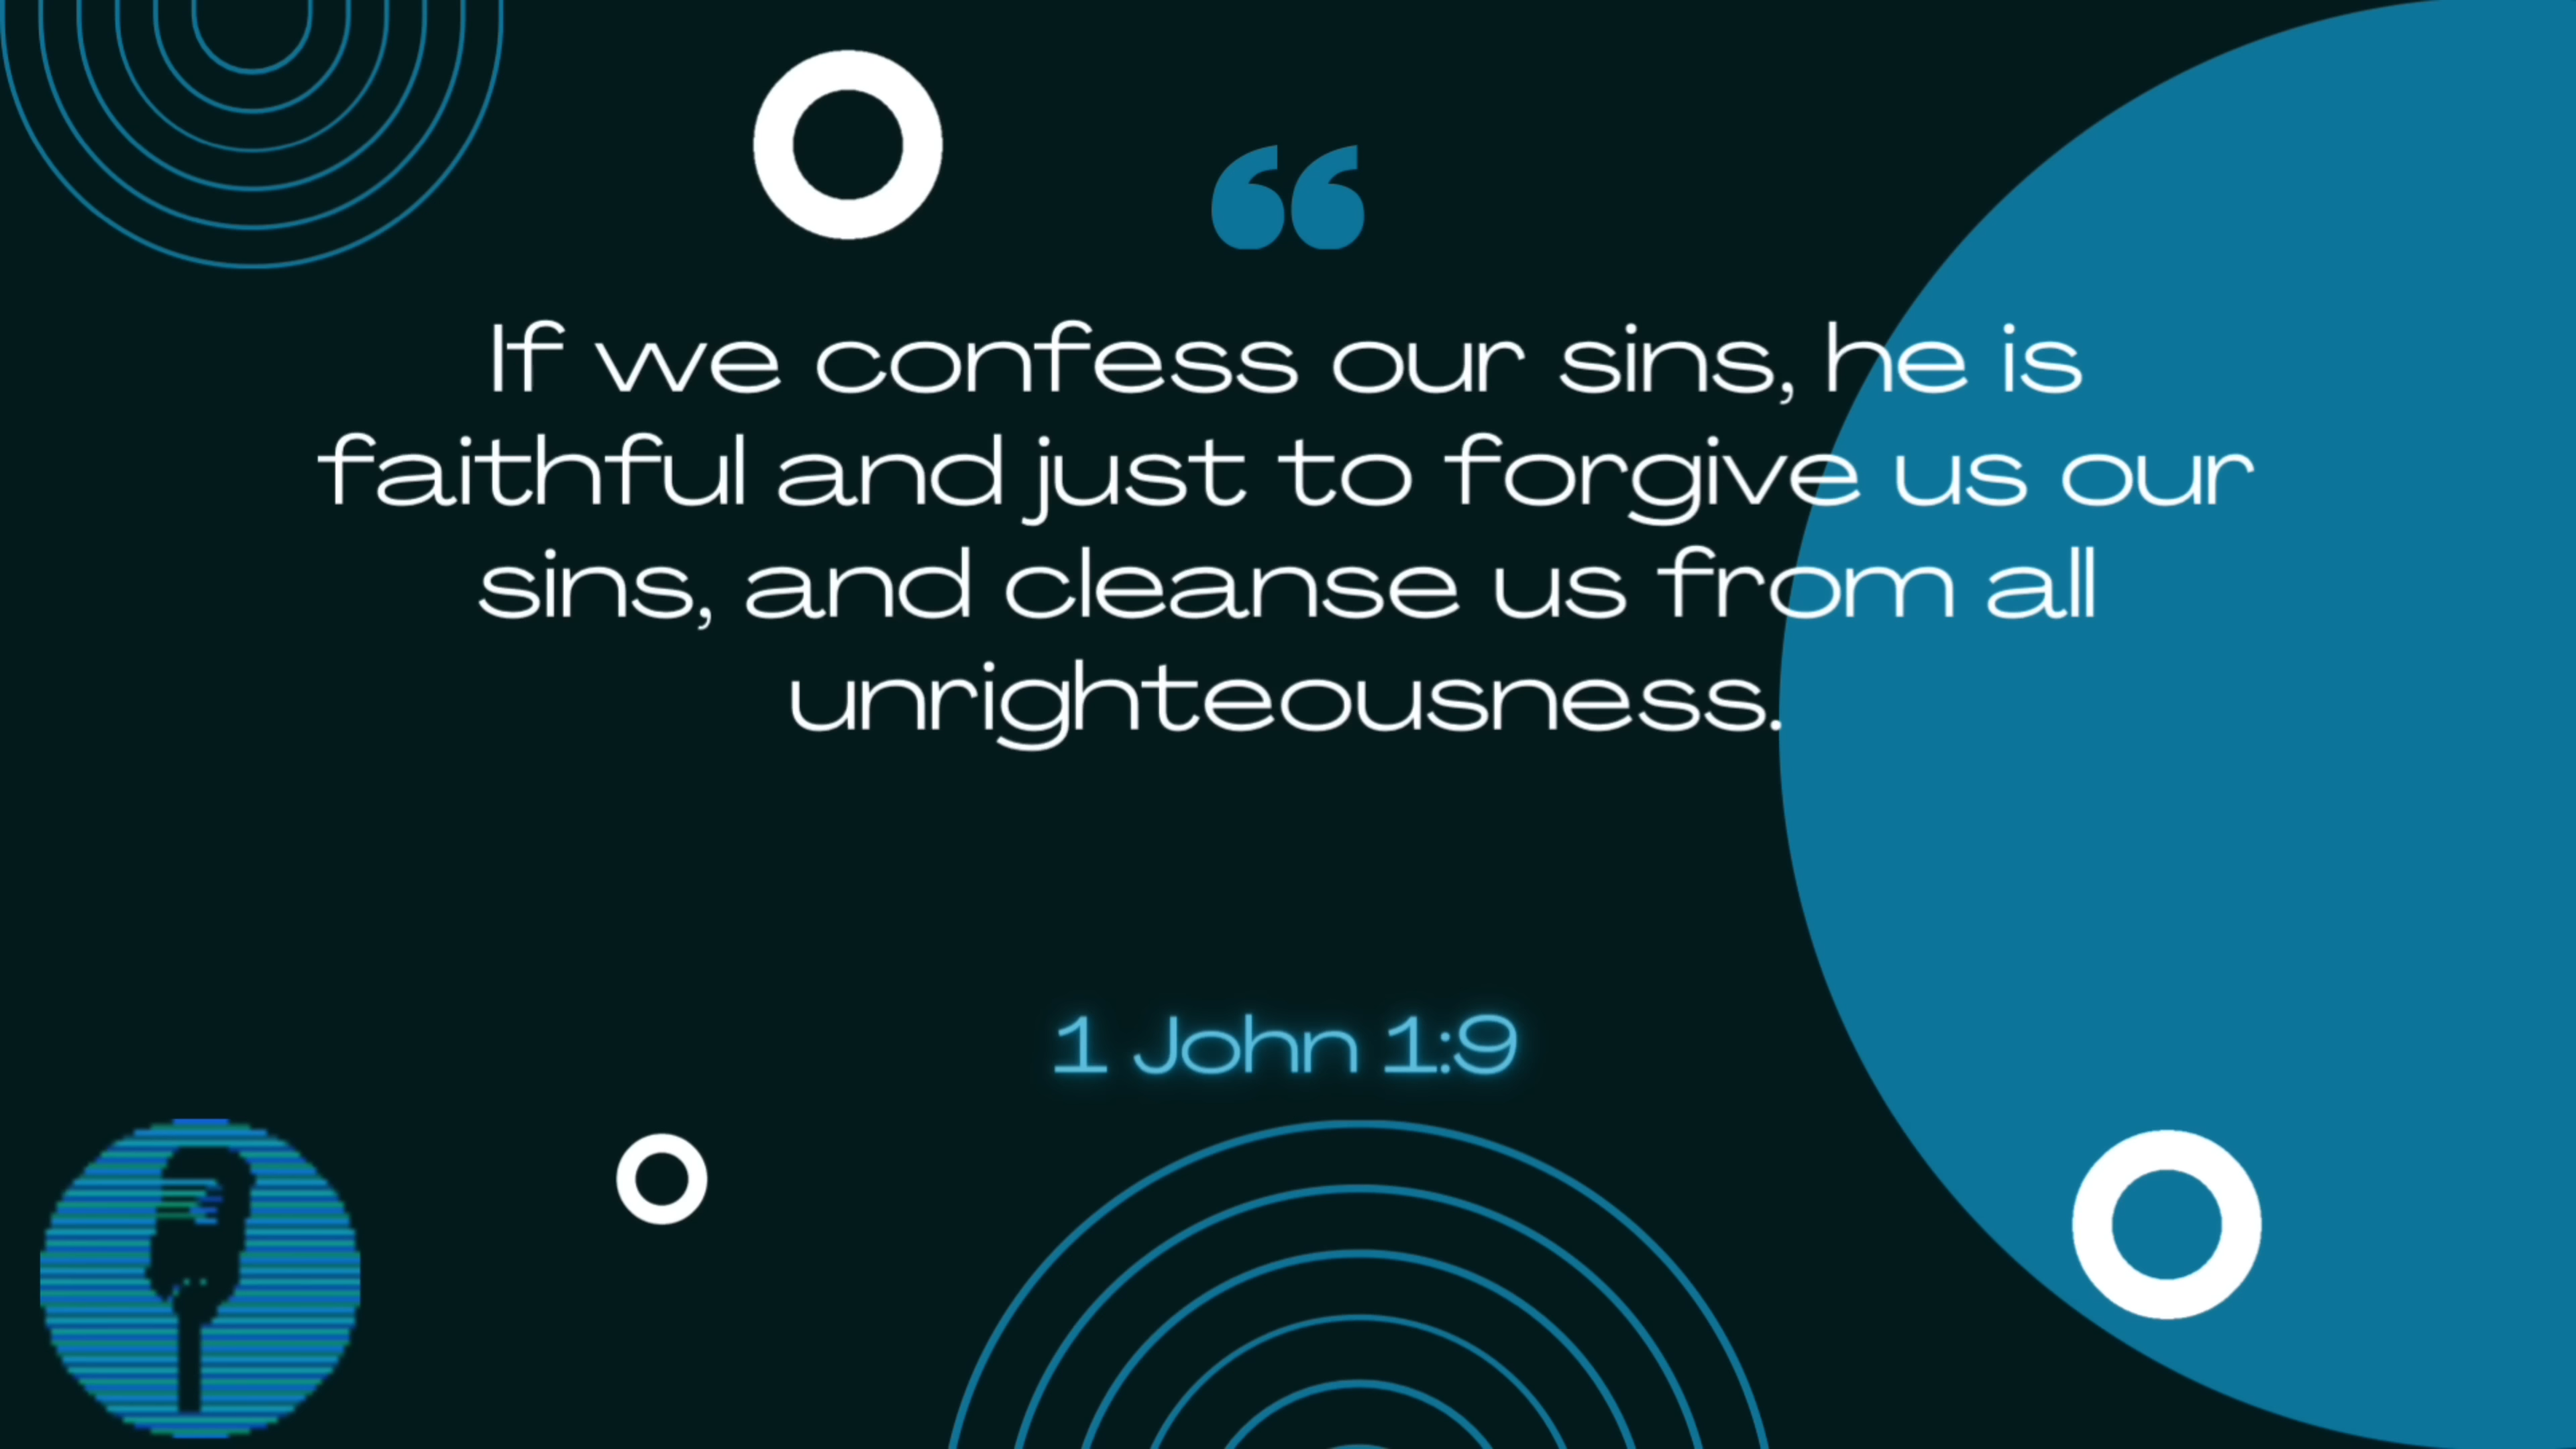 “
If we confess our sins, he is
faithful and just to forgive us our
sins, and cleanse us from all
unrighteousness.
1 John 1:9